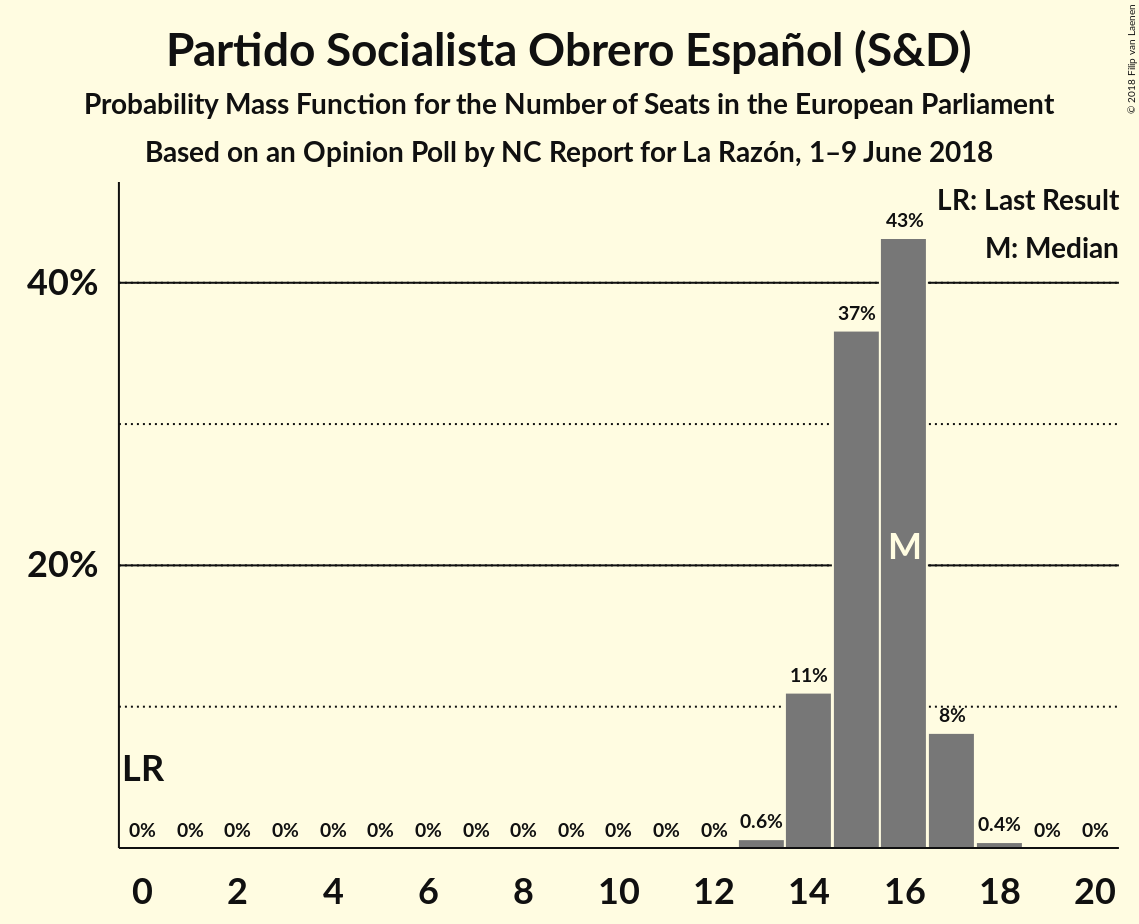 Partido Socialista Obrero Español (S&D)
Probability Mass Function for the Number of Seats in the European Parliament
Based on an Opinion Poll by NC Report for La Razón, 1–9 June 2018
© 2018 Filip van Laenen
LR: Last Result
M: Median
43%
40%
37%
M
20%
11%
8%
LR
0% 0% 0% 0% 0% 0% 0% 0% 0% 0% 0% 0% 0% 0.6% 0.4% 0% 0%
0 2 4 6 8 10 12 14 16 18 20